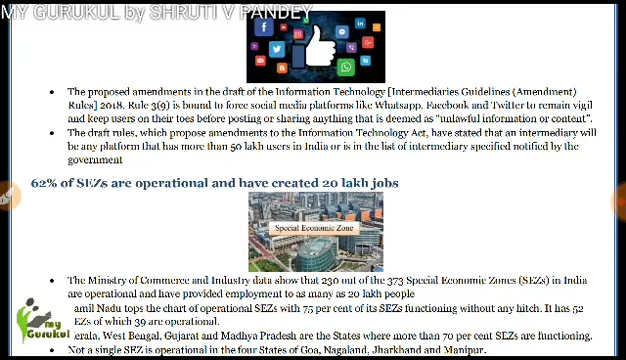 MY GURUKUL by SHRUTI V PANDEY
The proposed amendments in the draft of the Information Technology [Intermediaries Guidelines (Amendment)
Rules] 2018. Rule 3(9) is bound to force social media platforms like Whatsapp, Facebook and Twitter to remain vigil
and keep users on their toes before posting or sharing anything that is deemed as "unlawful information or content".
The draft rules, which propose amendments to the Information Technology Act, have stated that an intermediary will
be any platform that has more than 50 lakh users in India or is in the list of intermediary specified notified by the
government
62% of SEZs are operational and have created 20 lakh jobs
Special Economic Zone
The Ministry of Commerce and Industry data show that 230 out of the 373 Special Economic Zones (SEZs) in India
are operational and have provided employment to as many as 20 lakh people
amil Nadu tops the chart of operational SEZs with 75 per cent of its SEZs functioning without any hitch. It has 52
EZs of which 39 are operational.
erala, West Bengal, Gujarat and Madhya Pradesh are the States where more than 70 per cent SEZs are functioning.
Not a single SEZ is operational in the four States of Goa, Nagaland, Jharkhand and Manipur.
my
Gurukul